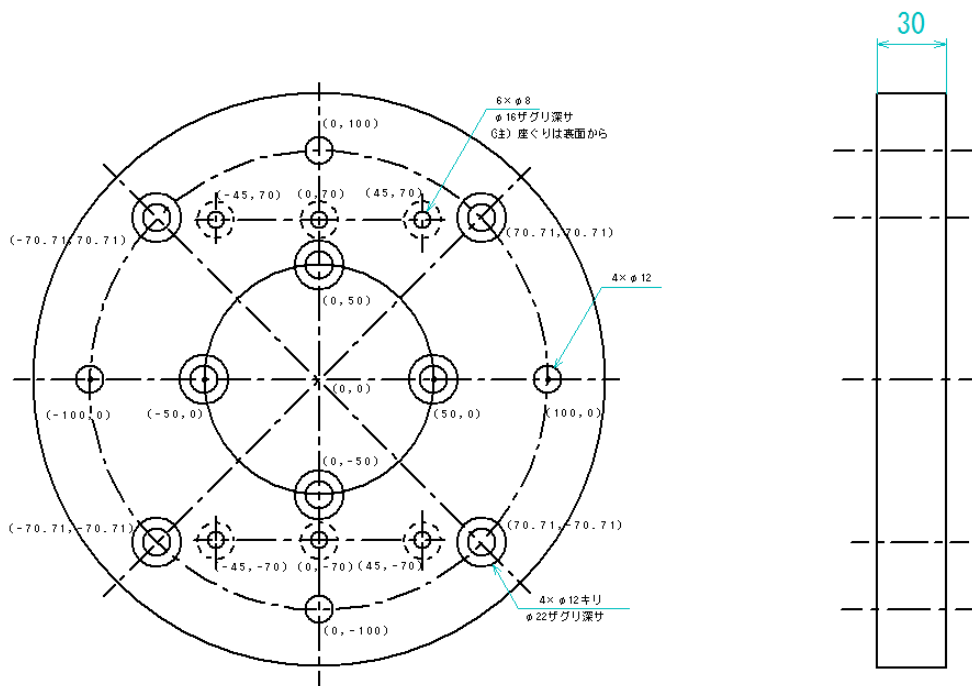 30
6×φ8
φ16ザグリ深サ
(注) 座ぐりは裏面から
(0,100)
(-45,70) (0,70) (45,70)
(-70.71,70.71)
(70.71,70.71)
4×φ12
(0,50)
(0,0)
(-100,0) (-50,0) (50,0) (100,0)
(0,-50)
(-70.71,-70.71)
(70.71,-70.71)
(-45,-70) (0,-70) (45,-70)
4×φ12キリ
φ22ザグリ深サ
(0,-100)